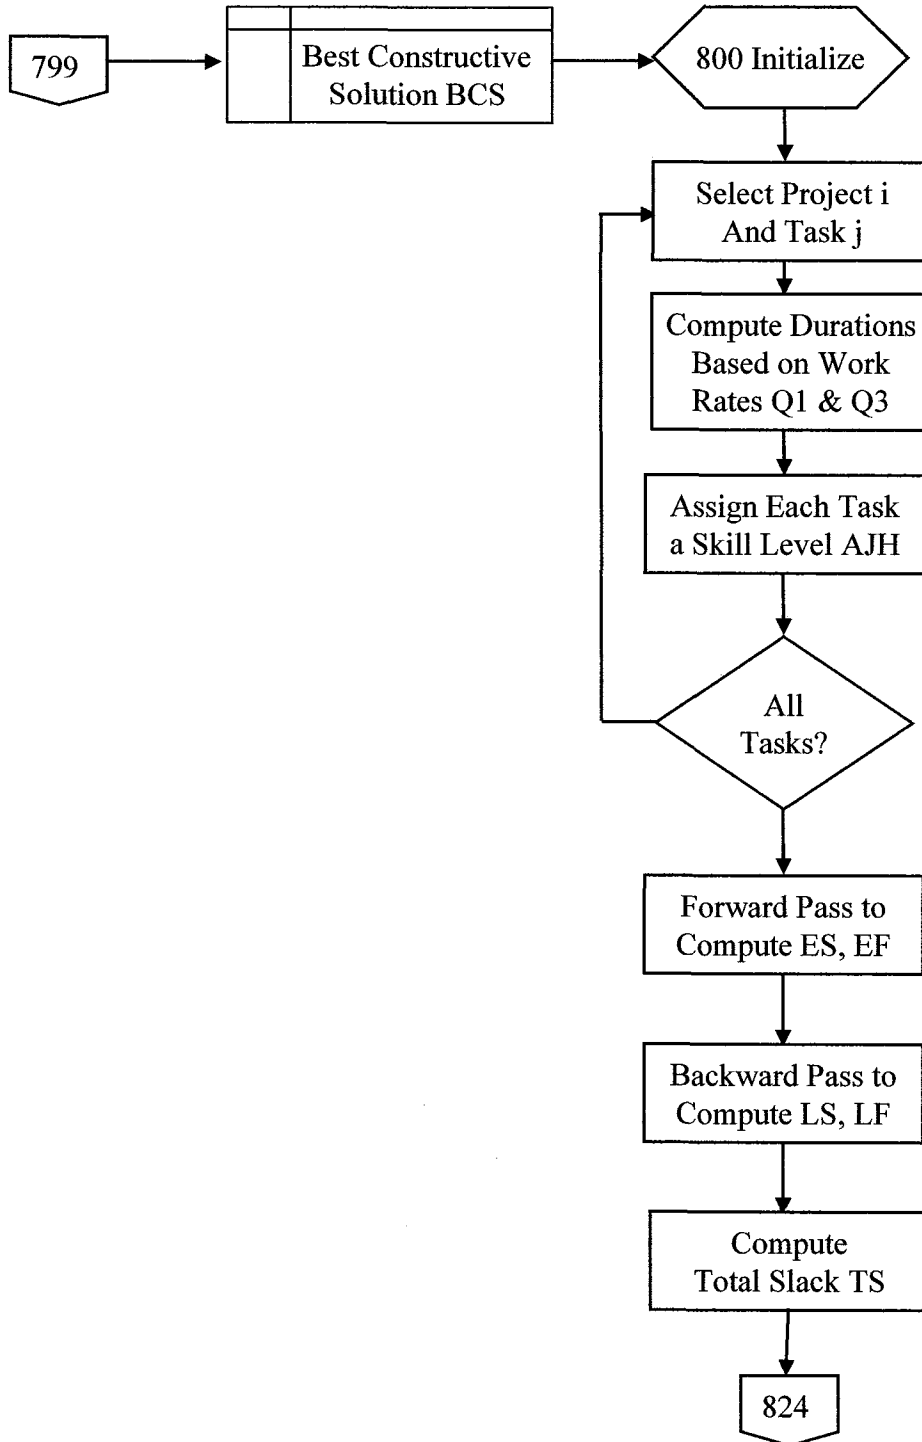 799
Best Constructive
Solution BCS
800 Initialize
Select Project i
And Task j
Compute Durations
Based on Work
Rates Q1 & Q3
Assign Each Task
a Skill Level AJH
All
Tasks?
Forward Pass to
Compute ES, EF
Backward Pass to
Compute LS, LF
Compute
Total Slack TS
824